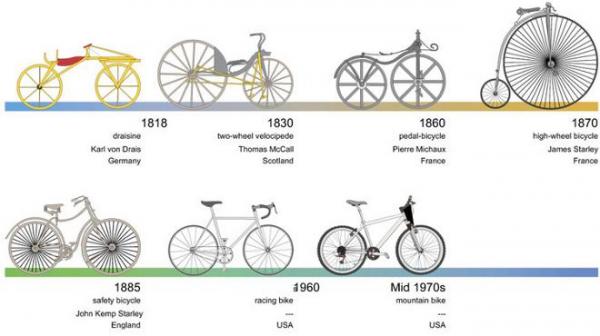 1818
draisine
Karl von Drais
Germany
1830
two-wheel velocipede
Thomas McCall
Scotland
1860
pedal-bicycle
Pierre Michaux
France
1870
high-wheel bicycle
James Starley
France
1885
safety bicycle
John Kemp Starley
England
1960
racing bike
---
USA
Mid 1970s
mountain bike
---
USA